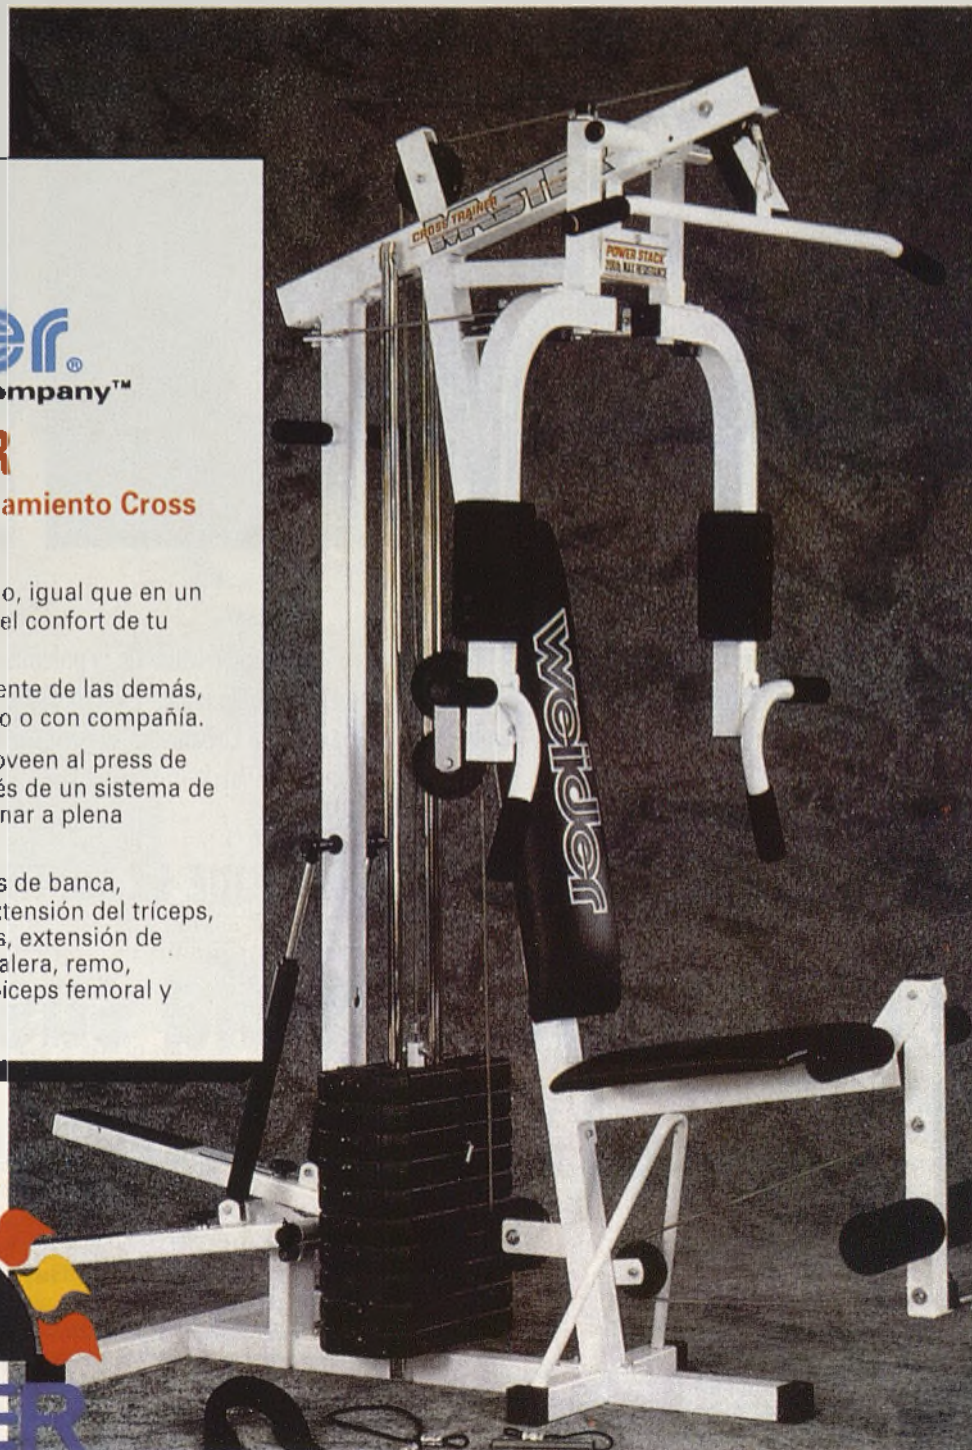 er®
ompany™
R
amiento Cross
o, igual que en un
el confort de tu
ente de las demás,
o o con compañía.
oveen al press de
és de un sistema de
nar a plena
s de banca,
tensión del tríceps,
s, extensión de
alera, remo,
íceps femoral y
ER
CROSS TRAINER
MASTER
POWER STACK
MAX RESISTANCE
weider